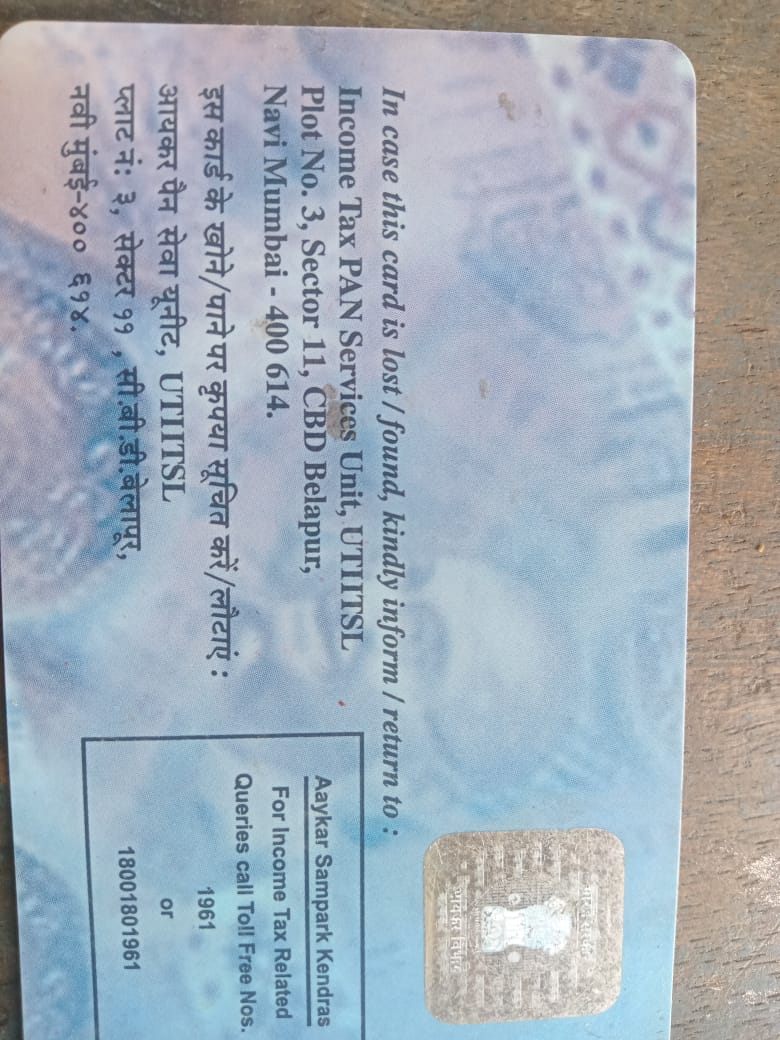 In case this card is lost / found, kindly inform / return to :
Income Tax PAN Services Unit, UTIITSL
Plot No. 3, Sector 11, CBD Belapur,
Navi Mumbai - 400 614.
इस कार्ड के खोने/पाने पर कृपया सूचित करें/लौटाएं :
आयकर पैन सेवा यूनीट, UTIITSL
प्लाट नं: ३, सेक्टर ११ , सी.बी.डी.बेलापूर,
नवी मुंबई-४०० ६१४.
Aaykar Sampark Kendras
For Income Tax Related
Queries call Toll Free Nos.
1961
or
18001801961
आयकर विभाग